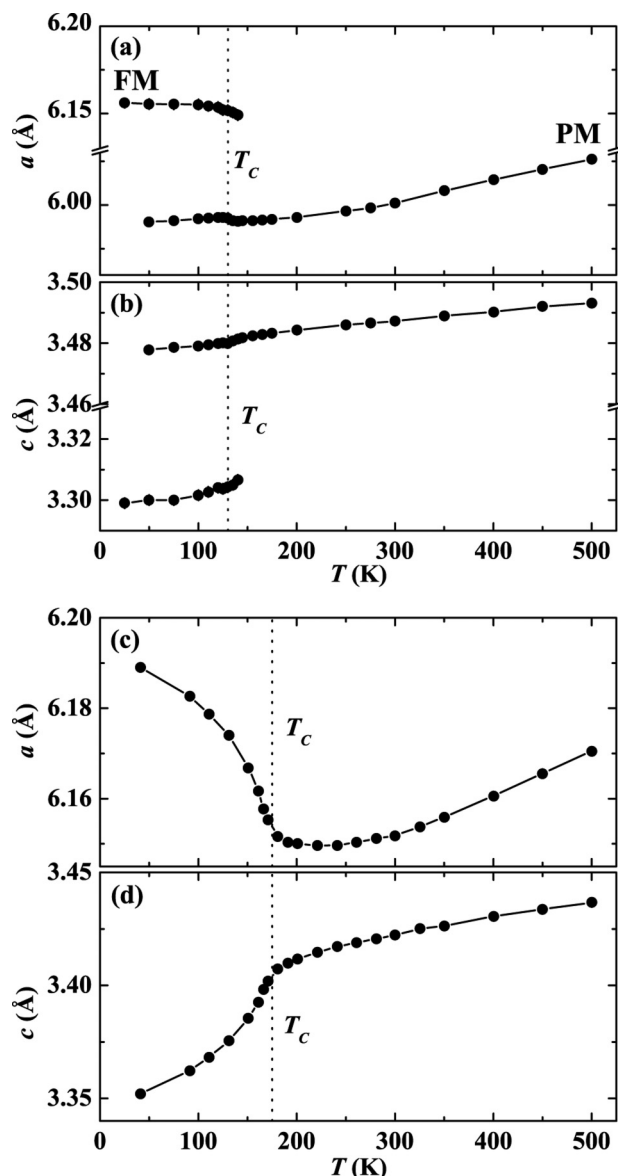 6.20
(a)
FM
6.15
a (Å)
T_C
PM
6.00
3.50
(b)
3.48
3.46
c (Å)
T_C
3.32
3.30
0 100 200 300 400 500
T (K)
6.20
(c)
6.18
a (Å)
T_C
6.16
3.45
(d)
c (Å)
3.40
T_C
3.35
0 100 200 300 400 500
T (K)